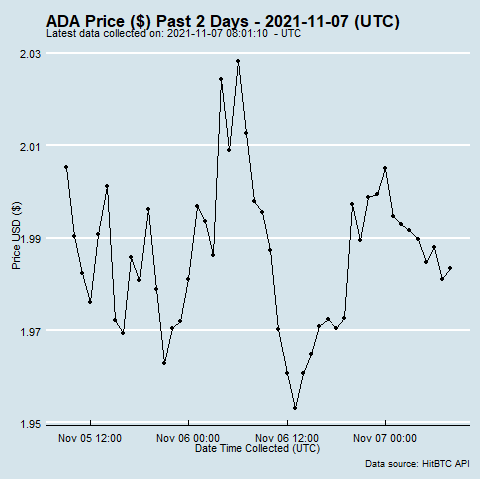 ADA Price ($) Past 2 Days - 2021-11-07 (UTC)
Latest data collected on: 2021-11-07 08:01:10 - UTC
2.03
2.01
1.99
1.97
1.95
Price USD ($)
Nov 05 12:00 Nov 06 00:00 Nov 06 12:00 Nov 07 00:00
Date Time Collected (UTC)
Data source: HitBTC API